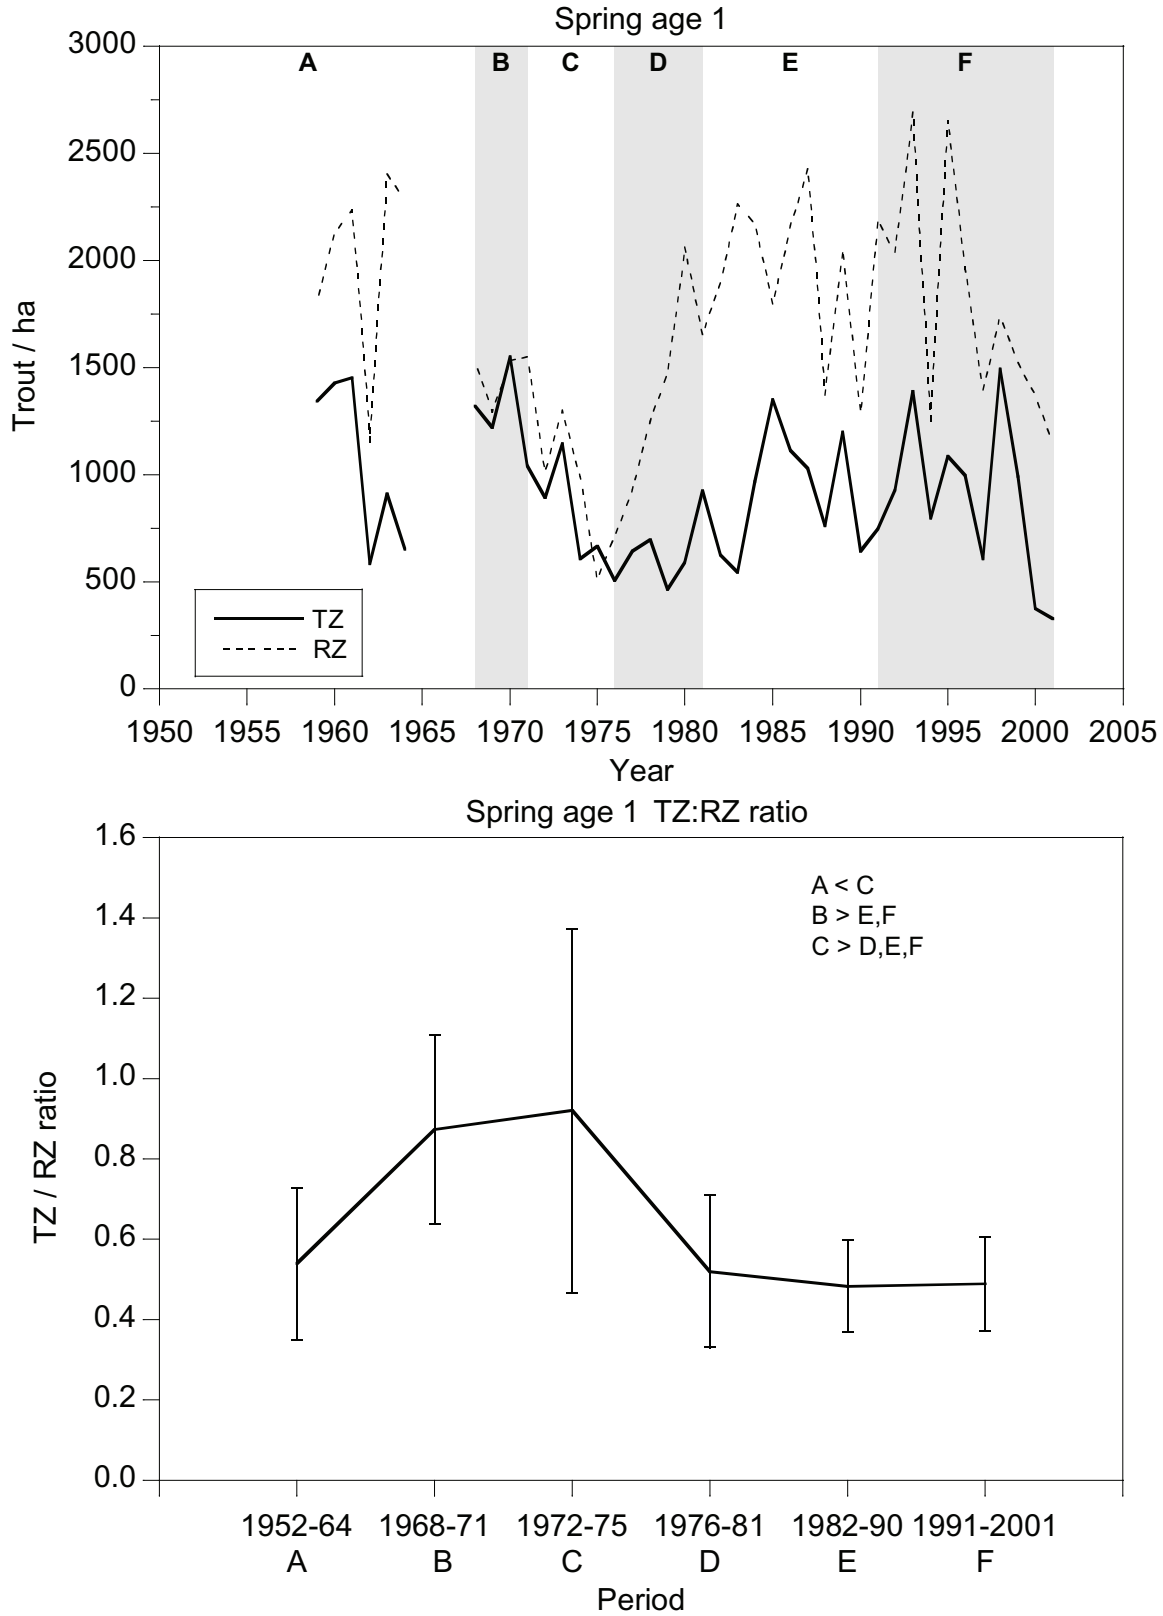 Spring age 1
3000
A B C D E F
2500
2000
1500
1000
500
0
Trout / ha
TZ
RZ
1950 1955 1960 1965 1970 1975 1980 1985 1990 1995 2000 2005
Year
Spring age 1 TZ:RZ ratio
1.6
1.4
1.2
1.0
0.8
0.6
0.4
0.2
0.0
TZ / RZ ratio
A < C
B > E,F
C > D,E,F
1952-64 1968-71 1972-75 1976-81 1982-90 1991-2001
A B C D E F
Period